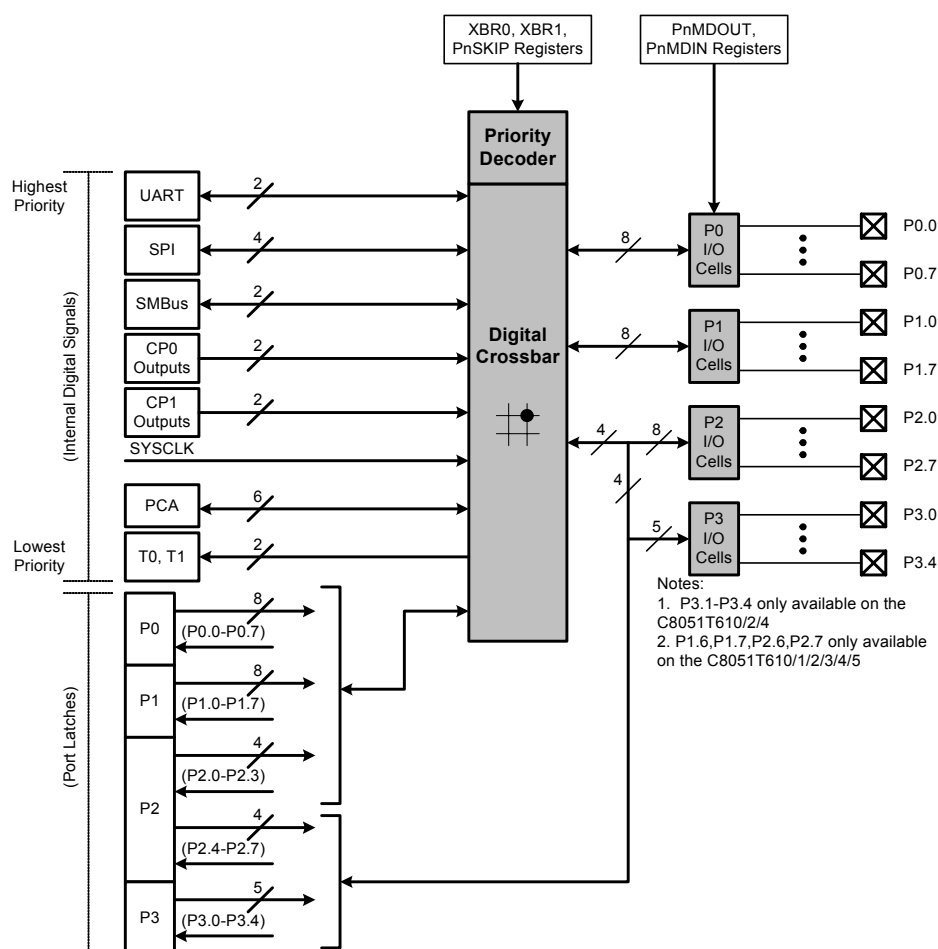 XBR0, XBR1,
PnSKIP Registers
PnMDOUT,
PnMDIN Registers
Priority
Decoder
Highest
Priority
(Internal Digital Signals)
Lowest
Priority
UART
2
SPI
4
SMBus
2
CP0
Outputs
2
CP1
Outputs
2
SYSCLK
PCA
6
T0, T1
2
Digital
Crossbar
8
P0
I/O
Cells
P0.0
P0.7
8
P1
I/O
Cells
P1.0
P1.7
4
8
P2
I/O
Cells
P2.0
P2.7
4
5
P3
I/O
Cells
P3.0
P3.4
Notes:
1. P3.1-P3.4 only available on the
C8051T610/2/4
2. P1.6,P1.7,P2.6,P2.7 only available
on the C8051T610/1/2/3/4/5
(Port Latches)
P0
8
(P0.0-P0.7)
P1
8
(P1.0-P1.7)
P2
4
(P2.0-P2.3)
4
(P2.4-P2.7)
P3
5
(P3.0-P3.4)